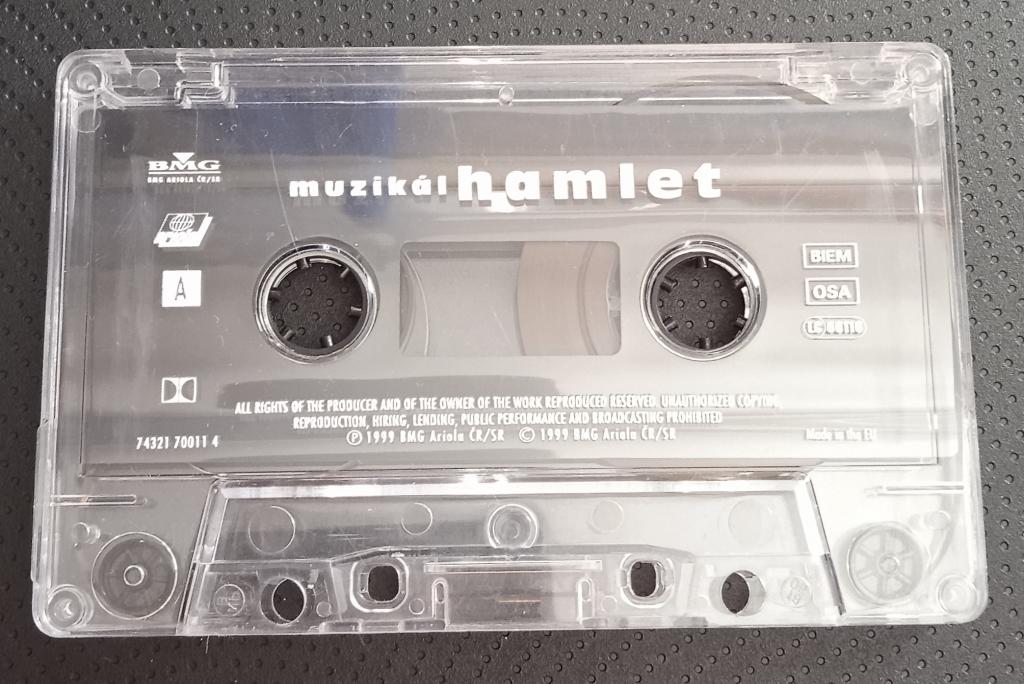 BMG
BMG ARIOLA ČR/SR
muzikál hamlet
A
BIEM
OSA
ALL RIGHTS OF THE PRODUCER AND OF THE OWNER OF THE WORK REPRODUCED RESERVED. UNAUTHORIZED COPYING,
REPRODUCTION, HIRING, LENDING, PUBLIC PERFORMANCE AND BROADCASTING PROHIBITED
Ⓟ 1999 BMG Ariola ČR/SR © 1999 BMG Ariola ČR/SR
74321 70011 4
Made in the EU